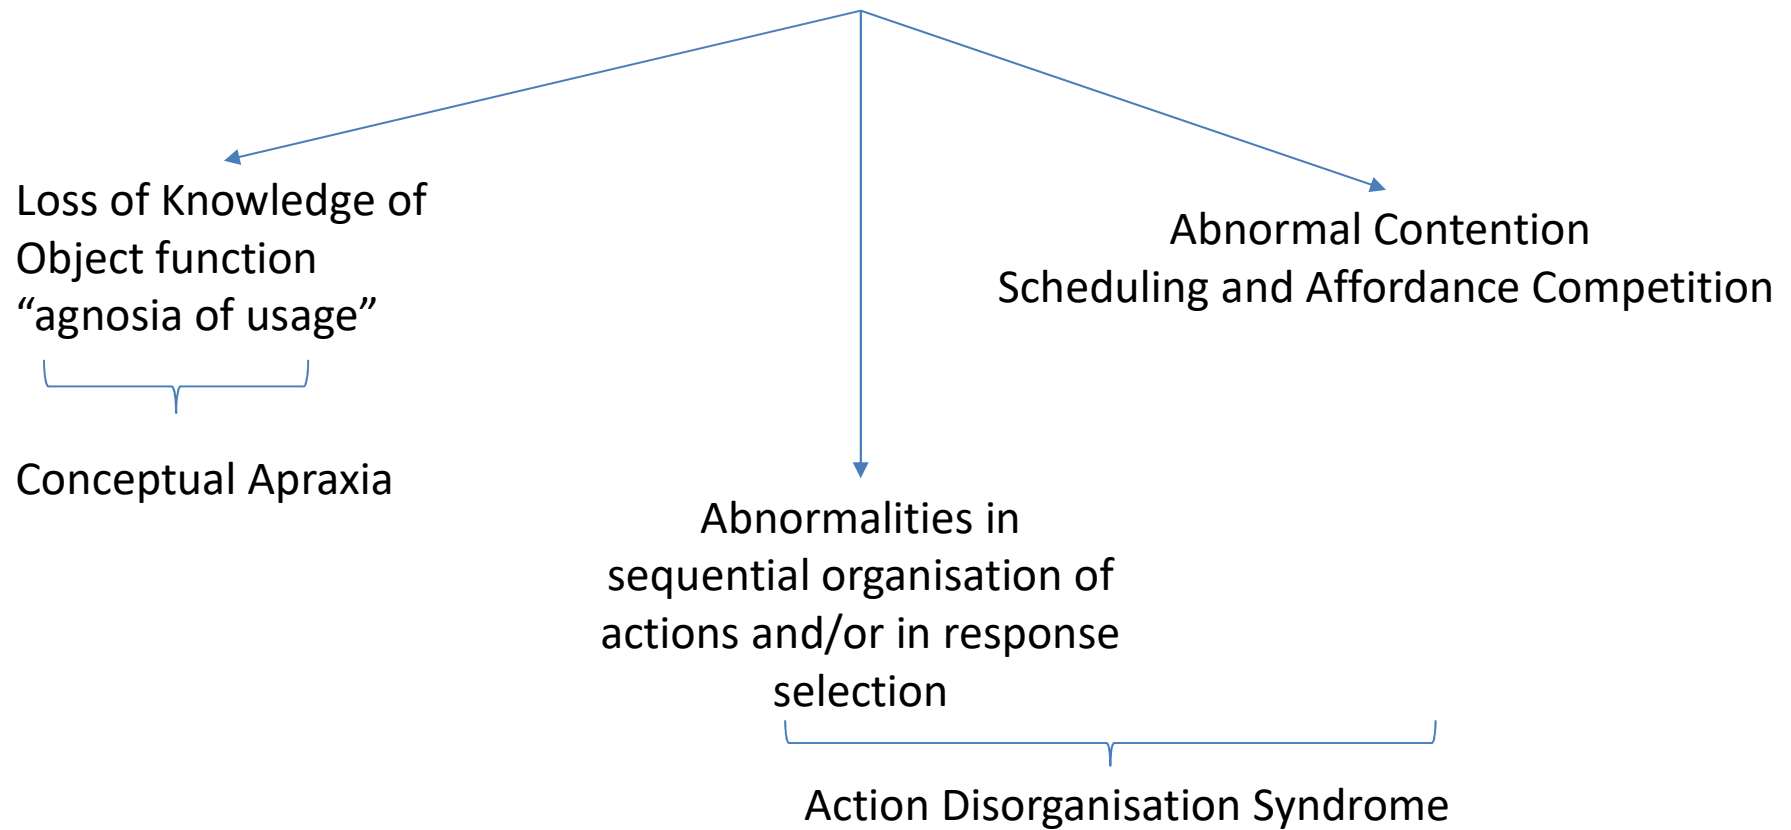 Loss of Knowledge of
Object function
“agnosia of usage”
Conceptual Apraxia
Abnormal Contention
Scheduling and Affordance Competition
Abnormalities in
sequential organisation of
actions and/or in response
selection
Action Disorganisation Syndrome